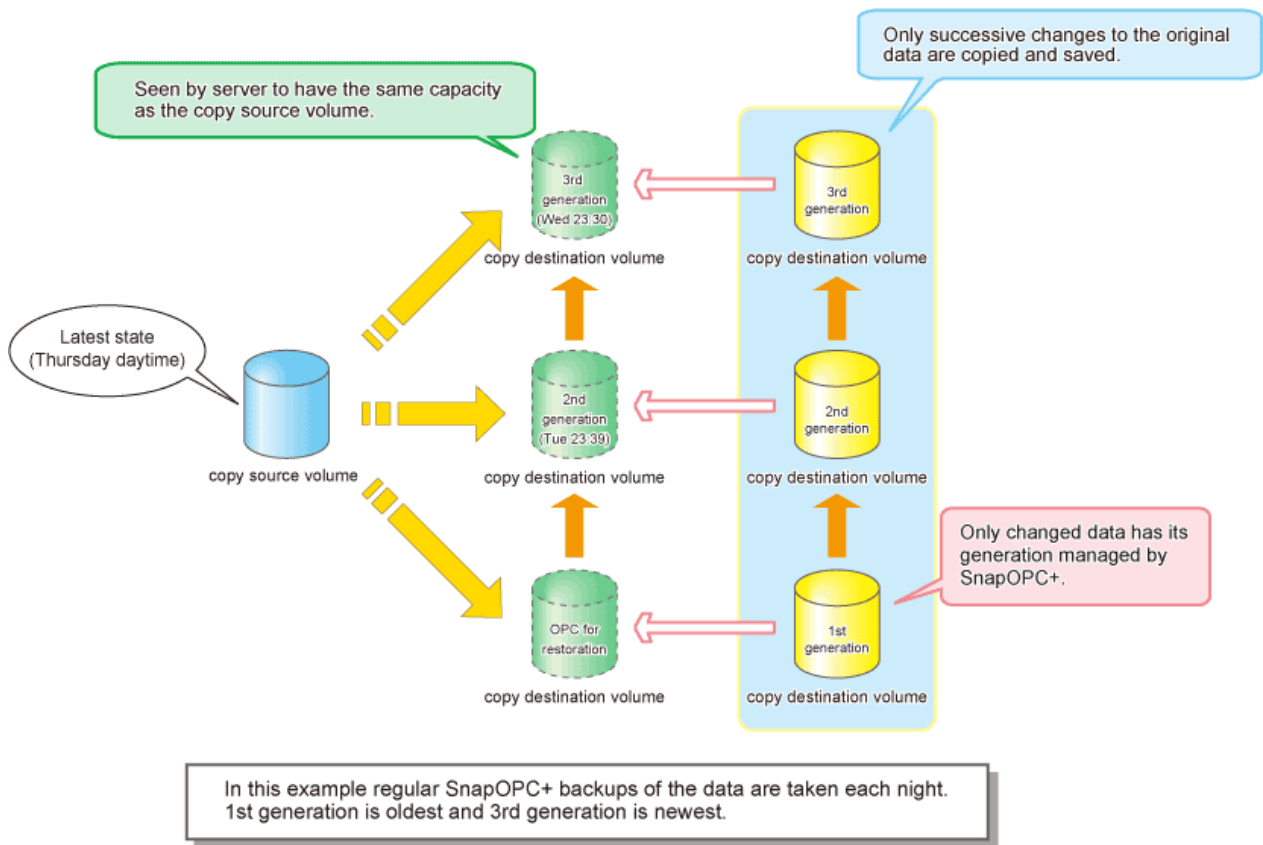 Only successive changes to the original
data are copied and saved.
Seen by server to have the same capacity
as the copy source volume.
3rd
generation
(Wed 23:30)
copy destination volume
3rd
generation
copy destination volume
Latest state
(Thursday daytime)
copy source volume
2nd
generation
(Tue 23:39)
copy destination volume
2nd
generation
copy destination volume
Only changed data has its
generation managed by
SnapOPC+.
OPC for
restoration
copy destination volume
1st
generation
copy destination volume
In this example regular SnapOPC+ backups of the data are taken each night.
1st generation is oldest and 3rd generation is newest.